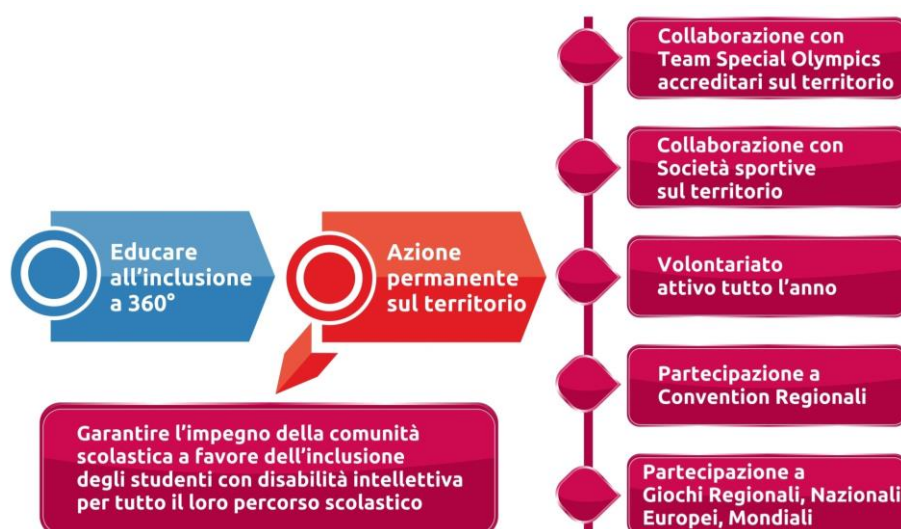 Educare
all'inclusione
a 360°
Azione
permanente
sul territorio
Garantire l'impegno della comunità
scolastica a favore dell'inclusione
degli studenti con disabilità intellettiva
per tutto il loro percorso scolastico
Collaborazione con
Team Special Olympics
accreditari sul territorio
Collaborazione con
Società sportive
sul territorio
Volontariato
attivo tutto l'anno
Partecipazione a
Convention Regionali
Partecipazione a
Giochi Regionali, Nazionali
Europei, Mondiali